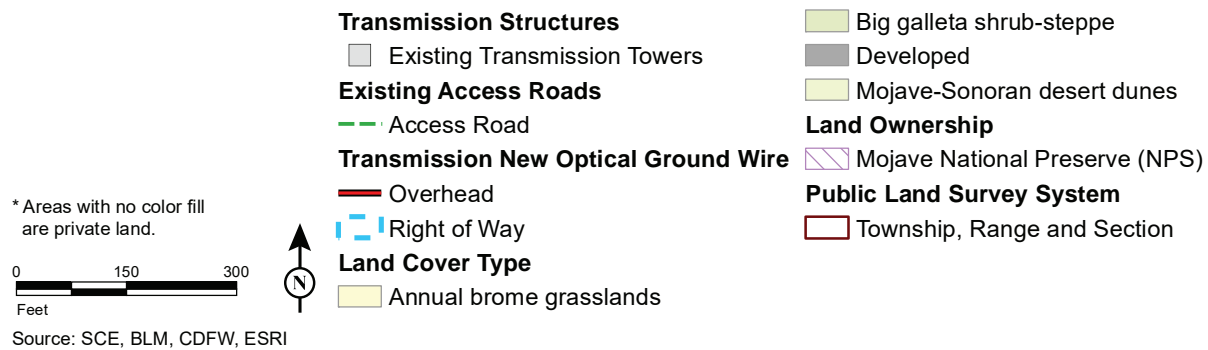 * Areas with no color fill
are private land.
0 150 300
Feet
Source: SCE, BLM, CDFW, ESRI
N
Transmission Structures
Existing Transmission Towers
Existing Access Roads
Access Road
Transmission New Optical Ground Wire
Overhead
Right of Way
Land Cover Type
Annual brome grasslands
Big galleta shrub-steppe
Developed
Mojave-Sonoran desert dunes
Land Ownership
Mojave National Preserve (NPS)
Public Land Survey System
Township, Range and Section